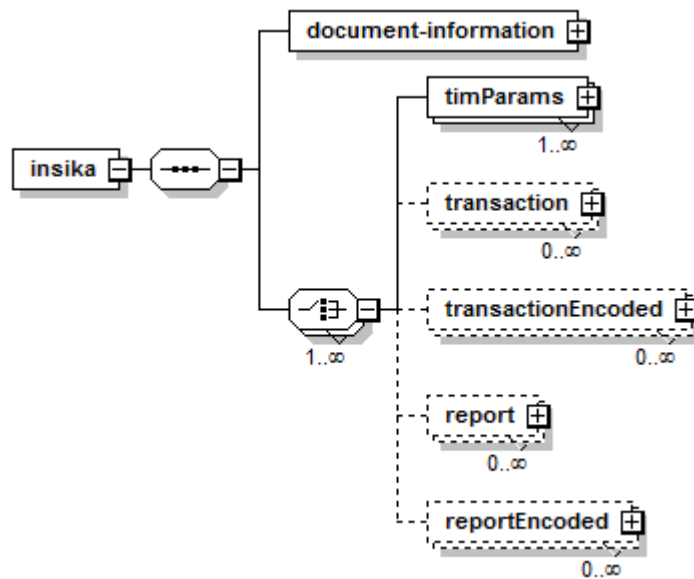 document-information
timParams
1..∞
insika
transaction
0..∞
transactionEncoded
1..∞
0..∞
report
0..∞
reportEncoded
0..∞